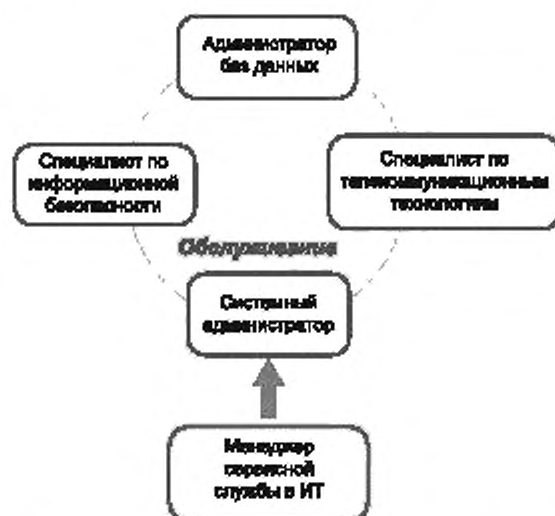 Администратор
баз данных
Специалист по
информационной
безопасности
Специалист по
телекоммуникационным
технологиям
Обслуживание
Системный
администратор
Менеджер
сервисной
службы в ИТ